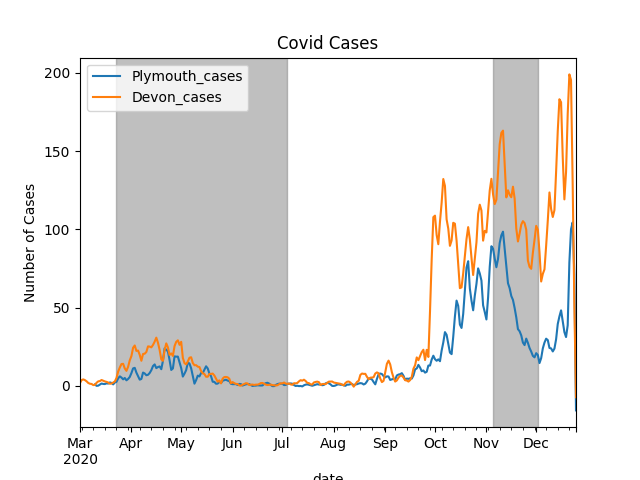 Covid Cases
Plymouth_cases
Devon_cases
Number of Cases
200
150
100
50
0
Mar Apr May Jun Jul Aug Sep Oct Nov Dec
2020
date